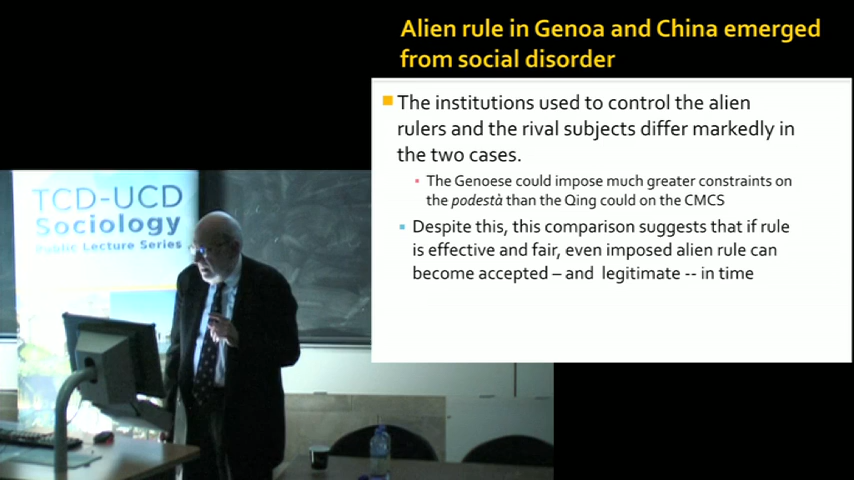 Alien rule in Genoa and China emerged
from social disorder
The institutions used to control the alien
rulers and the rival subjects differ markedly in
the two cases.
The Genoese could impose much greater constraints on
the podestà than the Qing could on the CMCS
Despite this, this comparison suggests that if rule
is effective and fair, even imposed alien rule can
become accepted – and legitimate -- in time
TCD-UCD
Sociology
Public Lecture Series